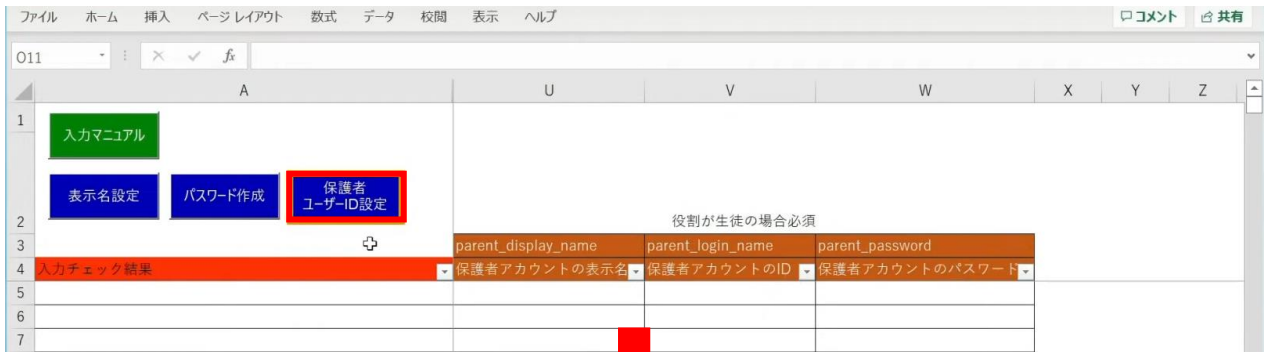 ファイル ホーム 挿入 ページ レイアウト 数式 データ 校閲 表示 ヘルプ コメント 共有
O11 fx
A U V W X Y Z
1
入力マニュアル
表示名設定 パスワード作成 保護者
ユーザーID設定
2 役割が生徒の場合必須
3 parent_display_name parent_login_name parent_password
4 入力チェック結果 保護者アカウントの表示名 保護者アカウントのID 保護者アカウントのパスワード
5
6
7